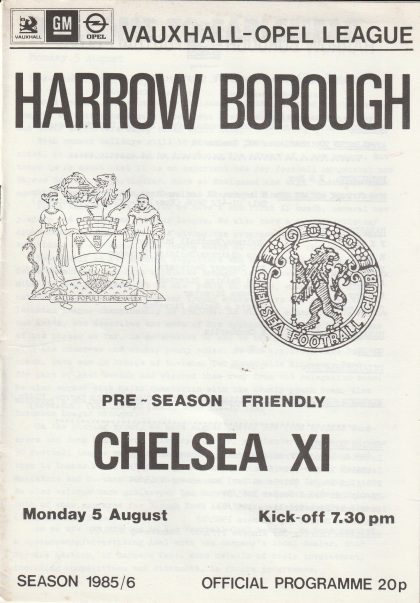 VAUXHALL GM OPEL VAUXHALL-OPEL LEAGUE
HARROW BOROUGH
SALUS POPULI SUPREMA LEX
CHELSEA FOOTBALL CLUB
PRE-SEASON FRIENDLY
CHELSEA XI
Monday 5 August Kick-off 7.30 pm
SEASON 1985/6 OFFICIAL PROGRAMME 20p